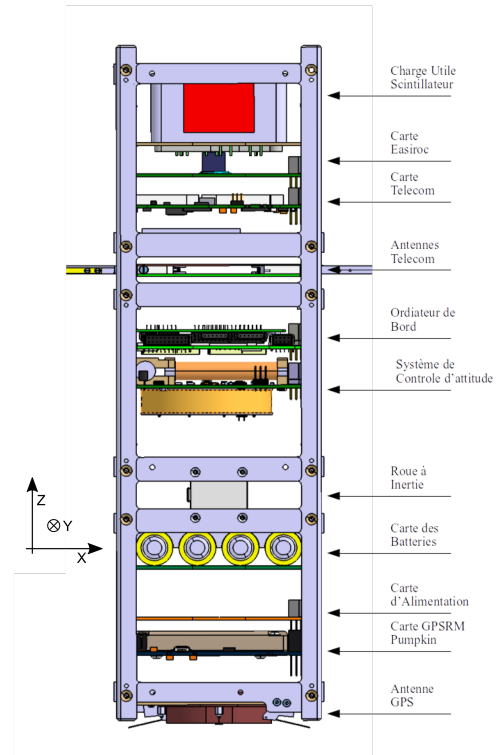 Charge Utile
Scintillateur
Carte
Easiroc
Carte
Telecom
Antennes
Telecom
Ordiateur de
Bord
Système de
Controle d'attitude
Roue à
Inertie
Carte des
Batteries
Carte
d'Alimentation
Carte GPSRM
Pumpkin
Antenne
GPS
Z
Y
X